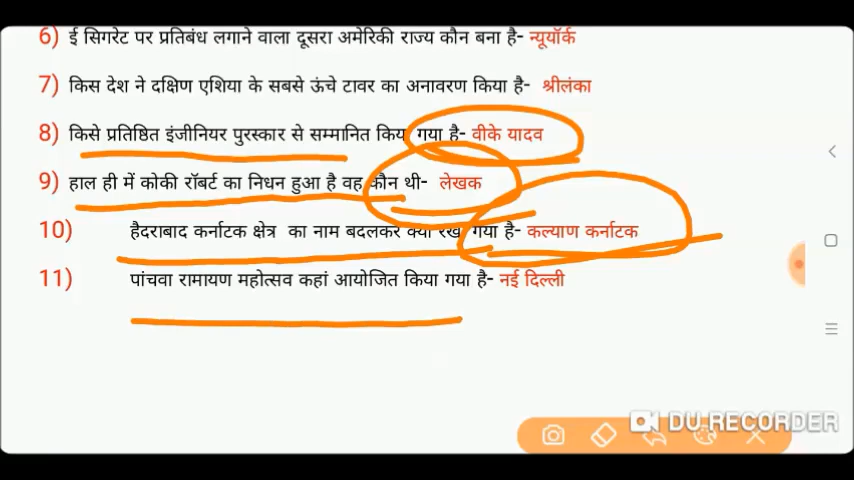 6) ई सिगरेट पर प्रतिबंध लगाने वाला दूसरा अमेरिकी राज्य कौन बना है- न्यूयॉर्क
7) किस देश ने दक्षिण एशिया के सबसे ऊंचे टावर का अनावरण किया है- श्रीलंका
8) किसे प्रतिष्ठित इंजीनियर पुरस्कार से सम्मानित किया गया है- वीके यादव
9) हाल ही में कोकी रॉबर्ट का निधन हुआ है वह कौन थी- लेखक
10) हैदराबाद कर्नाटक क्षेत्र का नाम बदलकर क्या रखा गया है- कल्याण कर्नाटक
11) पांचवा रामायण महोत्सव कहां आयोजित किया गया है- नई दिल्ली
DU RECORDER